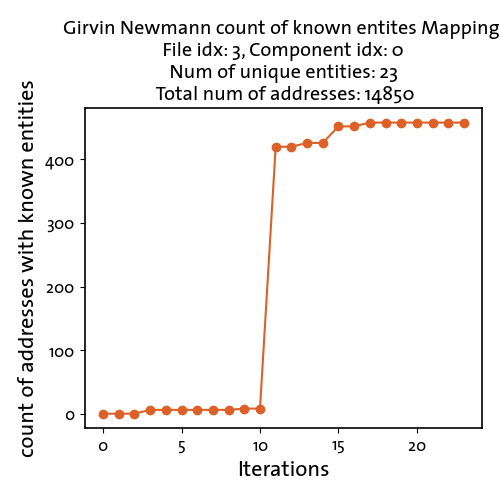 Girvin Newmann count of known entites Mapping
File idx: 3, Component idx: 0
Num of unique entities: 23
Total num of addresses: 14850
count of addresses with known entities
400
300
200
100
0
0 5 10 15 20
Iterations